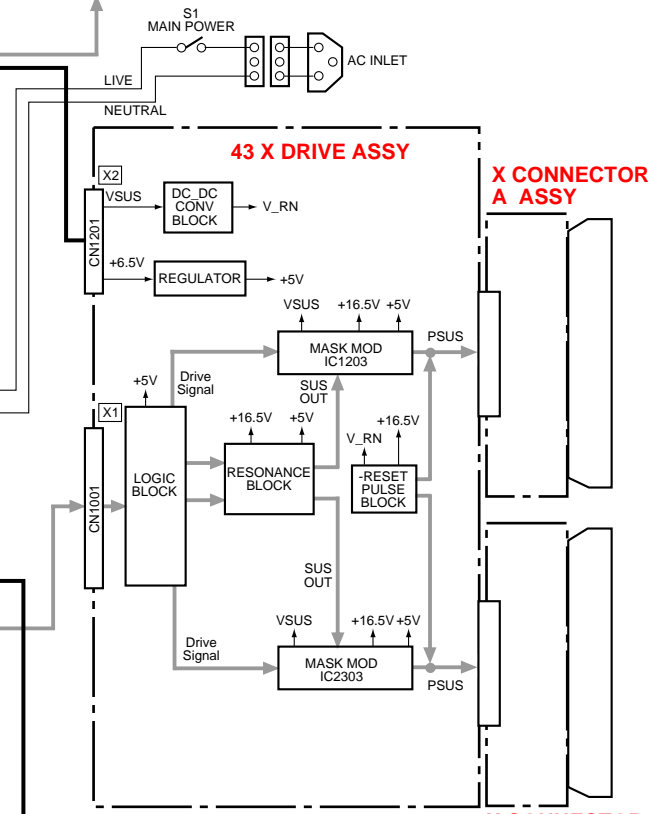 S1
MAIN POWER
AC INLET
LIVE
NEUTRAL
43 X DRIVE ASSY
X CONNECTOR
A ASSY
X2
VSUS
DC_DC
CONV
BLOCK
V_RN
CN1201
+6.5V
REGULATOR
+5V
VSUS
+16.5V
+5V
PSUS
MASK MOD
IC1203
Drive
Signal
SUS
OUT
+5V
X1
+16.5V
+5V
+16.5V
V_RN
LOGIC
BLOCK
RESONANCE
BLOCK
-RESET
PULSE
BLOCK
CN1001
SUS
OUT
VSUS
+16.5V
+5V
Drive
Signal
MASK MOD
IC2303
PSUS